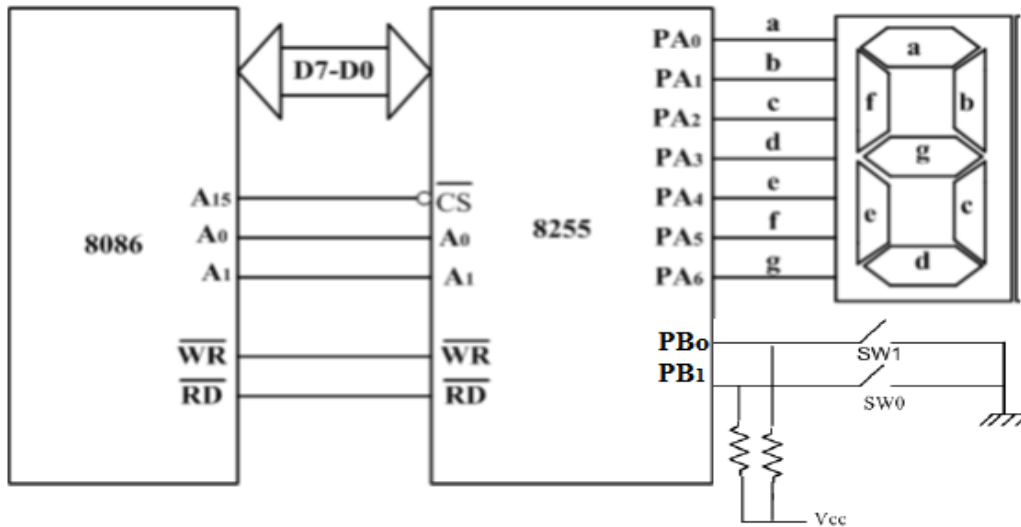 D7-D0
8086
A15
A0
A1
WR
RD
CS
A0
A1
WR
RD
8255
PA0
PA1
PA2
PA3
PA4
PA5
PA6
PB0
PB1
a
b
c
d
e
f
g
a
f
b
g
e
c
d
SW1
SW0
Vcc